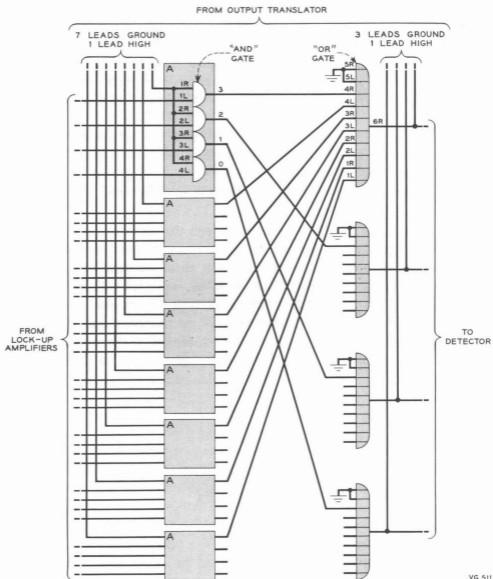 FROM OUTPUT TRANSLATOR
7 LEADS GROUND
1 LEAD HIGH
3 LEADS GROUND
1 LEAD HIGH
"AND" GATE
"OR" GATE
A
1R
1L
2R
2L
3R
3L
4R
4L
3
2
1
0
5R
5L
4R
4L
3R
3L
2R
2L
1R
1L
6R
A
A
A
A
A
A
A
FROM
LOCK-UP
AMPLIFIERS
TO
DETECTOR
VG 511